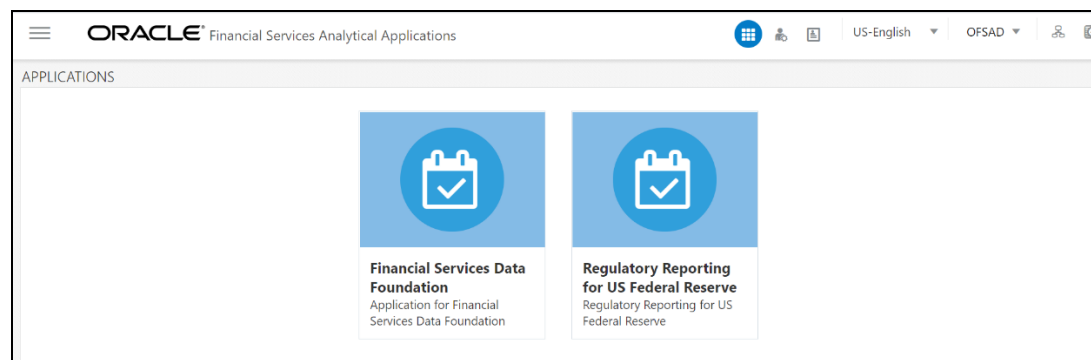 ORACLE® Financial Services Analytical Applications US-English OFSAD
APPLICATIONS
Financial Services Data
Foundation
Application for Financial
Services Data Foundation
Regulatory Reporting
for US Federal Reserve
Regulatory Reporting for US
Federal Reserve